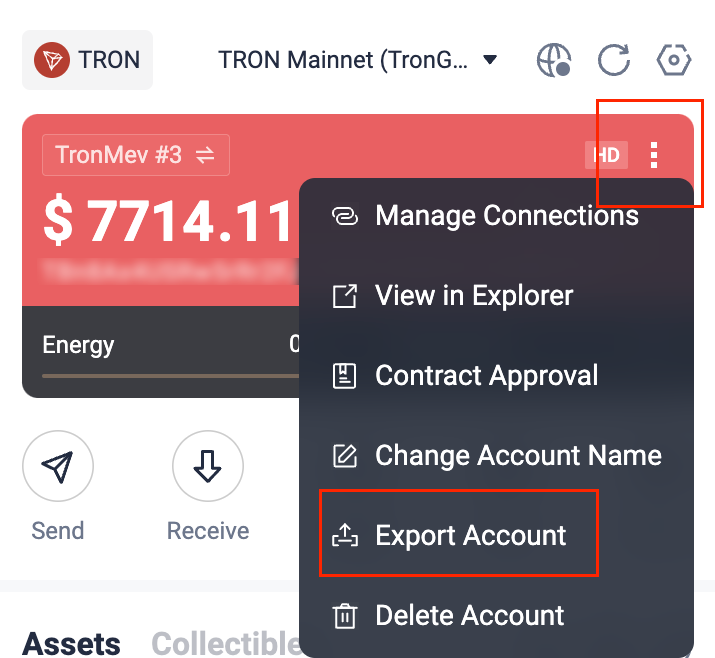 TRON
TRON Mainnet (TronG...
TronMev #3
HD
$ 7714.11
Manage Connections
View in Explorer
Energy
0
Contract Approval
Change Account Name
Send
Receive
Export Account
Delete Account
Assets
Collectible